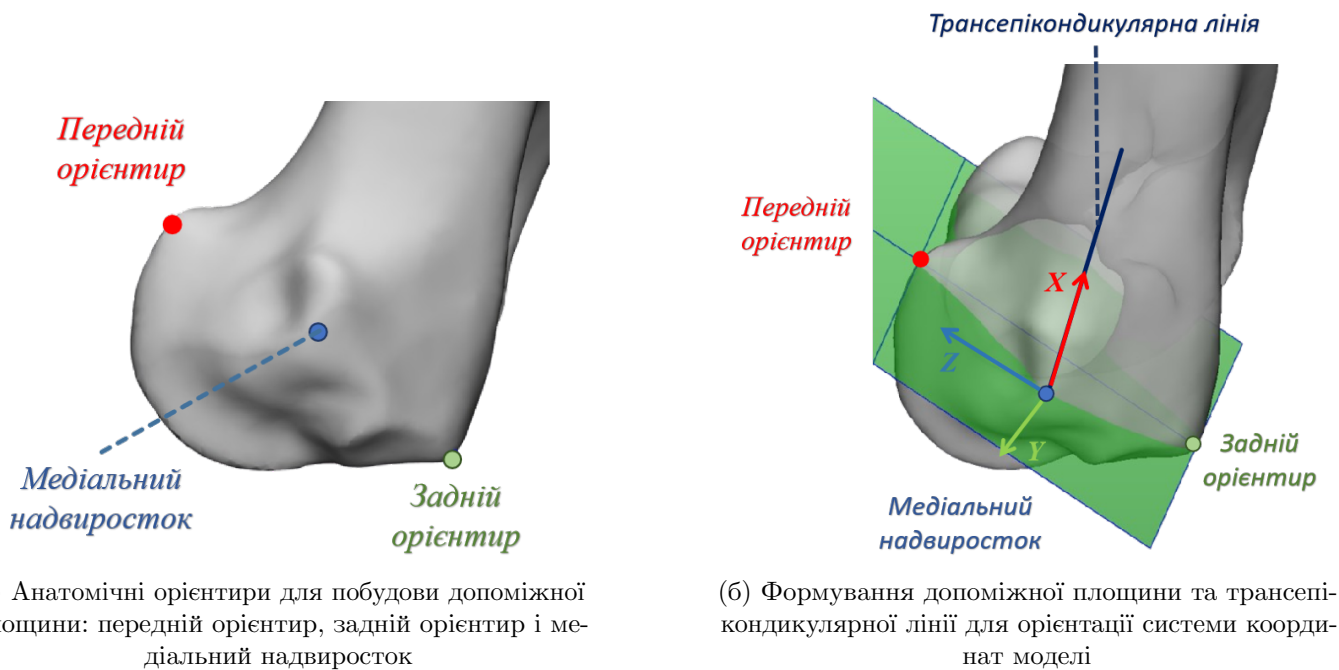 Передній
орієнтир
Медіальний
надвиросток
Задній
орієнтир
Анатомічні орієнтири для побудови допоміжної
лощини: передній орієнтир, задній орієнтир і ме-
діальний надвиросток
Трансепікондикулярна лінія
Передній
орієнтир
X
Z
Y
Задній
орієнтир
Медіальний
надвиросток
(б) Формування допоміжної площини та трансепі-
кондикулярної лінії для орієнтації системи коорди-
нат моделі